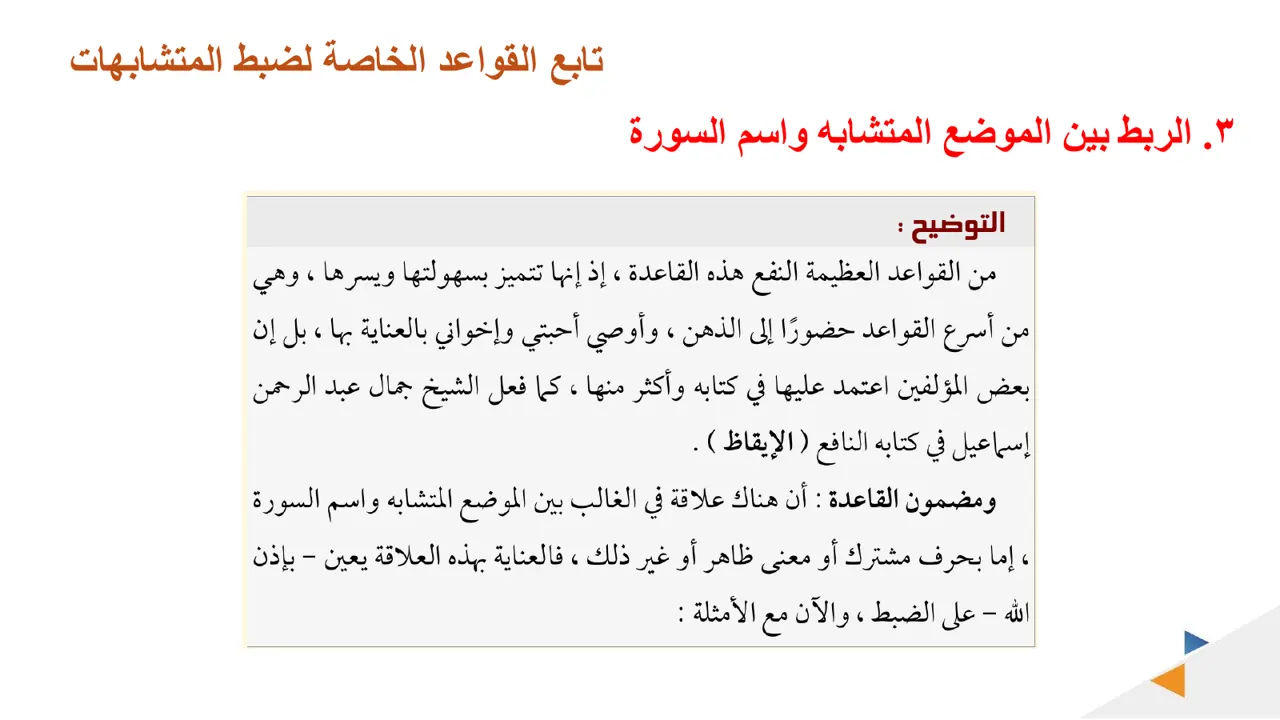 تابع القواعد الخاصة لضبط المتشابهات
٣. الربط بين الموضع المتشابه واسم السورة
التوضيح :
من القواعد العظيمة النفع هذه القاعدة ، إذ إنها تتميز بسهولتها ويسرها ، وهي
من أسرع القواعد حضورًا إلى الذهن ، وأوصي أحبتي وإخواني بالعناية بها ، بل إن
بعض المؤلفين اعتمد عليها في كتابه وأكثر منها ، كما فعل الشيخ جمال عبد الرحمن
إسماعيل في كتابه النافع ( الإيقاظ ) .
ومضمون القاعدة : أن هناك علاقة في الغالب بين الموضع المتشابه واسم السورة
، إما بحرف مشترك أو معنى ظاهر أو غير ذلك ، فالعناية بهذه العلاقة يعين – بإذن
الله – على الضبط ، والآن مع الأمثلة :